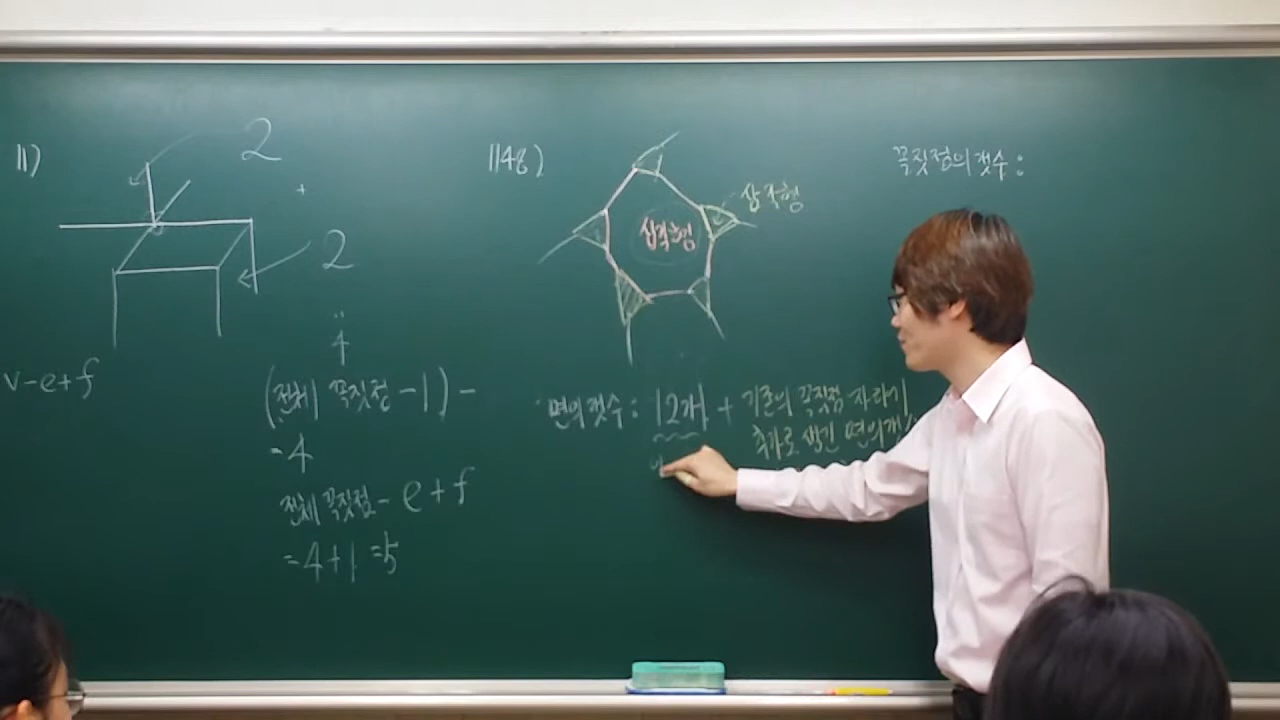 11)
2
2
4
v-e+f
(전체 꼭짓점 -1) -
=4
전체 꼭짓점 - e+f
=4+1 =5
1148)
삼각형
십각형
면의 갯수: 12개 + 기존의 꼭짓점 자르기
추가로 생긴 면의 개수
꼭짓점의 갯수: